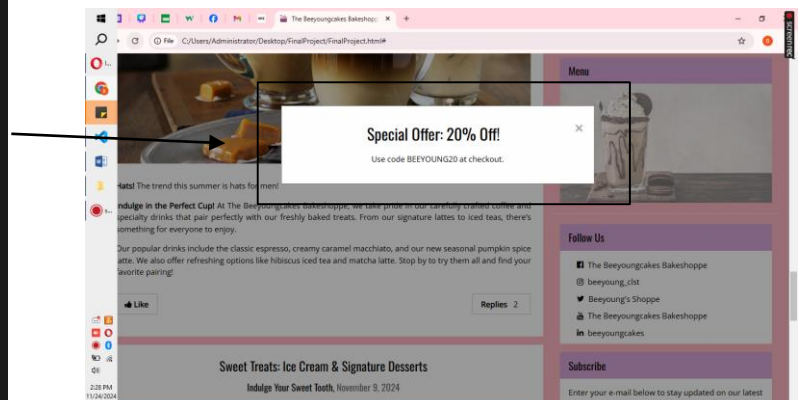 The Beeyoungcakes Bakeshopp
File C:/Users/Administrator/Desktop/FinalProject/FinalProject.html#
screenrec
Menu
Special Offer: 20% Off!
×
Use code BEEYOUNG20 at checkout.
Hats! The trend this summer is hats for men!
Indulge in the Perfect Cup! At The Beeyoungcakes Bakeshoppe, we take pride in our carefully crafted coffee and
specialty drinks that pair perfectly with our freshly baked treats. From our signature lattes to iced teas, there's
something for everyone to enjoy.
Our popular drinks include the classic espresso, creamy caramel macchiato, and our new seasonal pumpkin spice
latte. We also offer refreshing options like hibiscus iced tea and matcha latte. Stop by to try them all and find your
favorite pairing!
Like
Replies 2
Sweet Treats: Ice Cream & Signature Desserts
Indulge Your Sweet Tooth, November 9, 2024
Follow Us
The Beeyoungcakes Bakeshoppe
beeyoung_clst
Beeyoung's Shoppe
The Beeyoungcakes Bakeshoppe
beeyoungcakes
Subscribe
Enter your e-mail below to stay updated on our latest
2:28 PM
11/24/2024